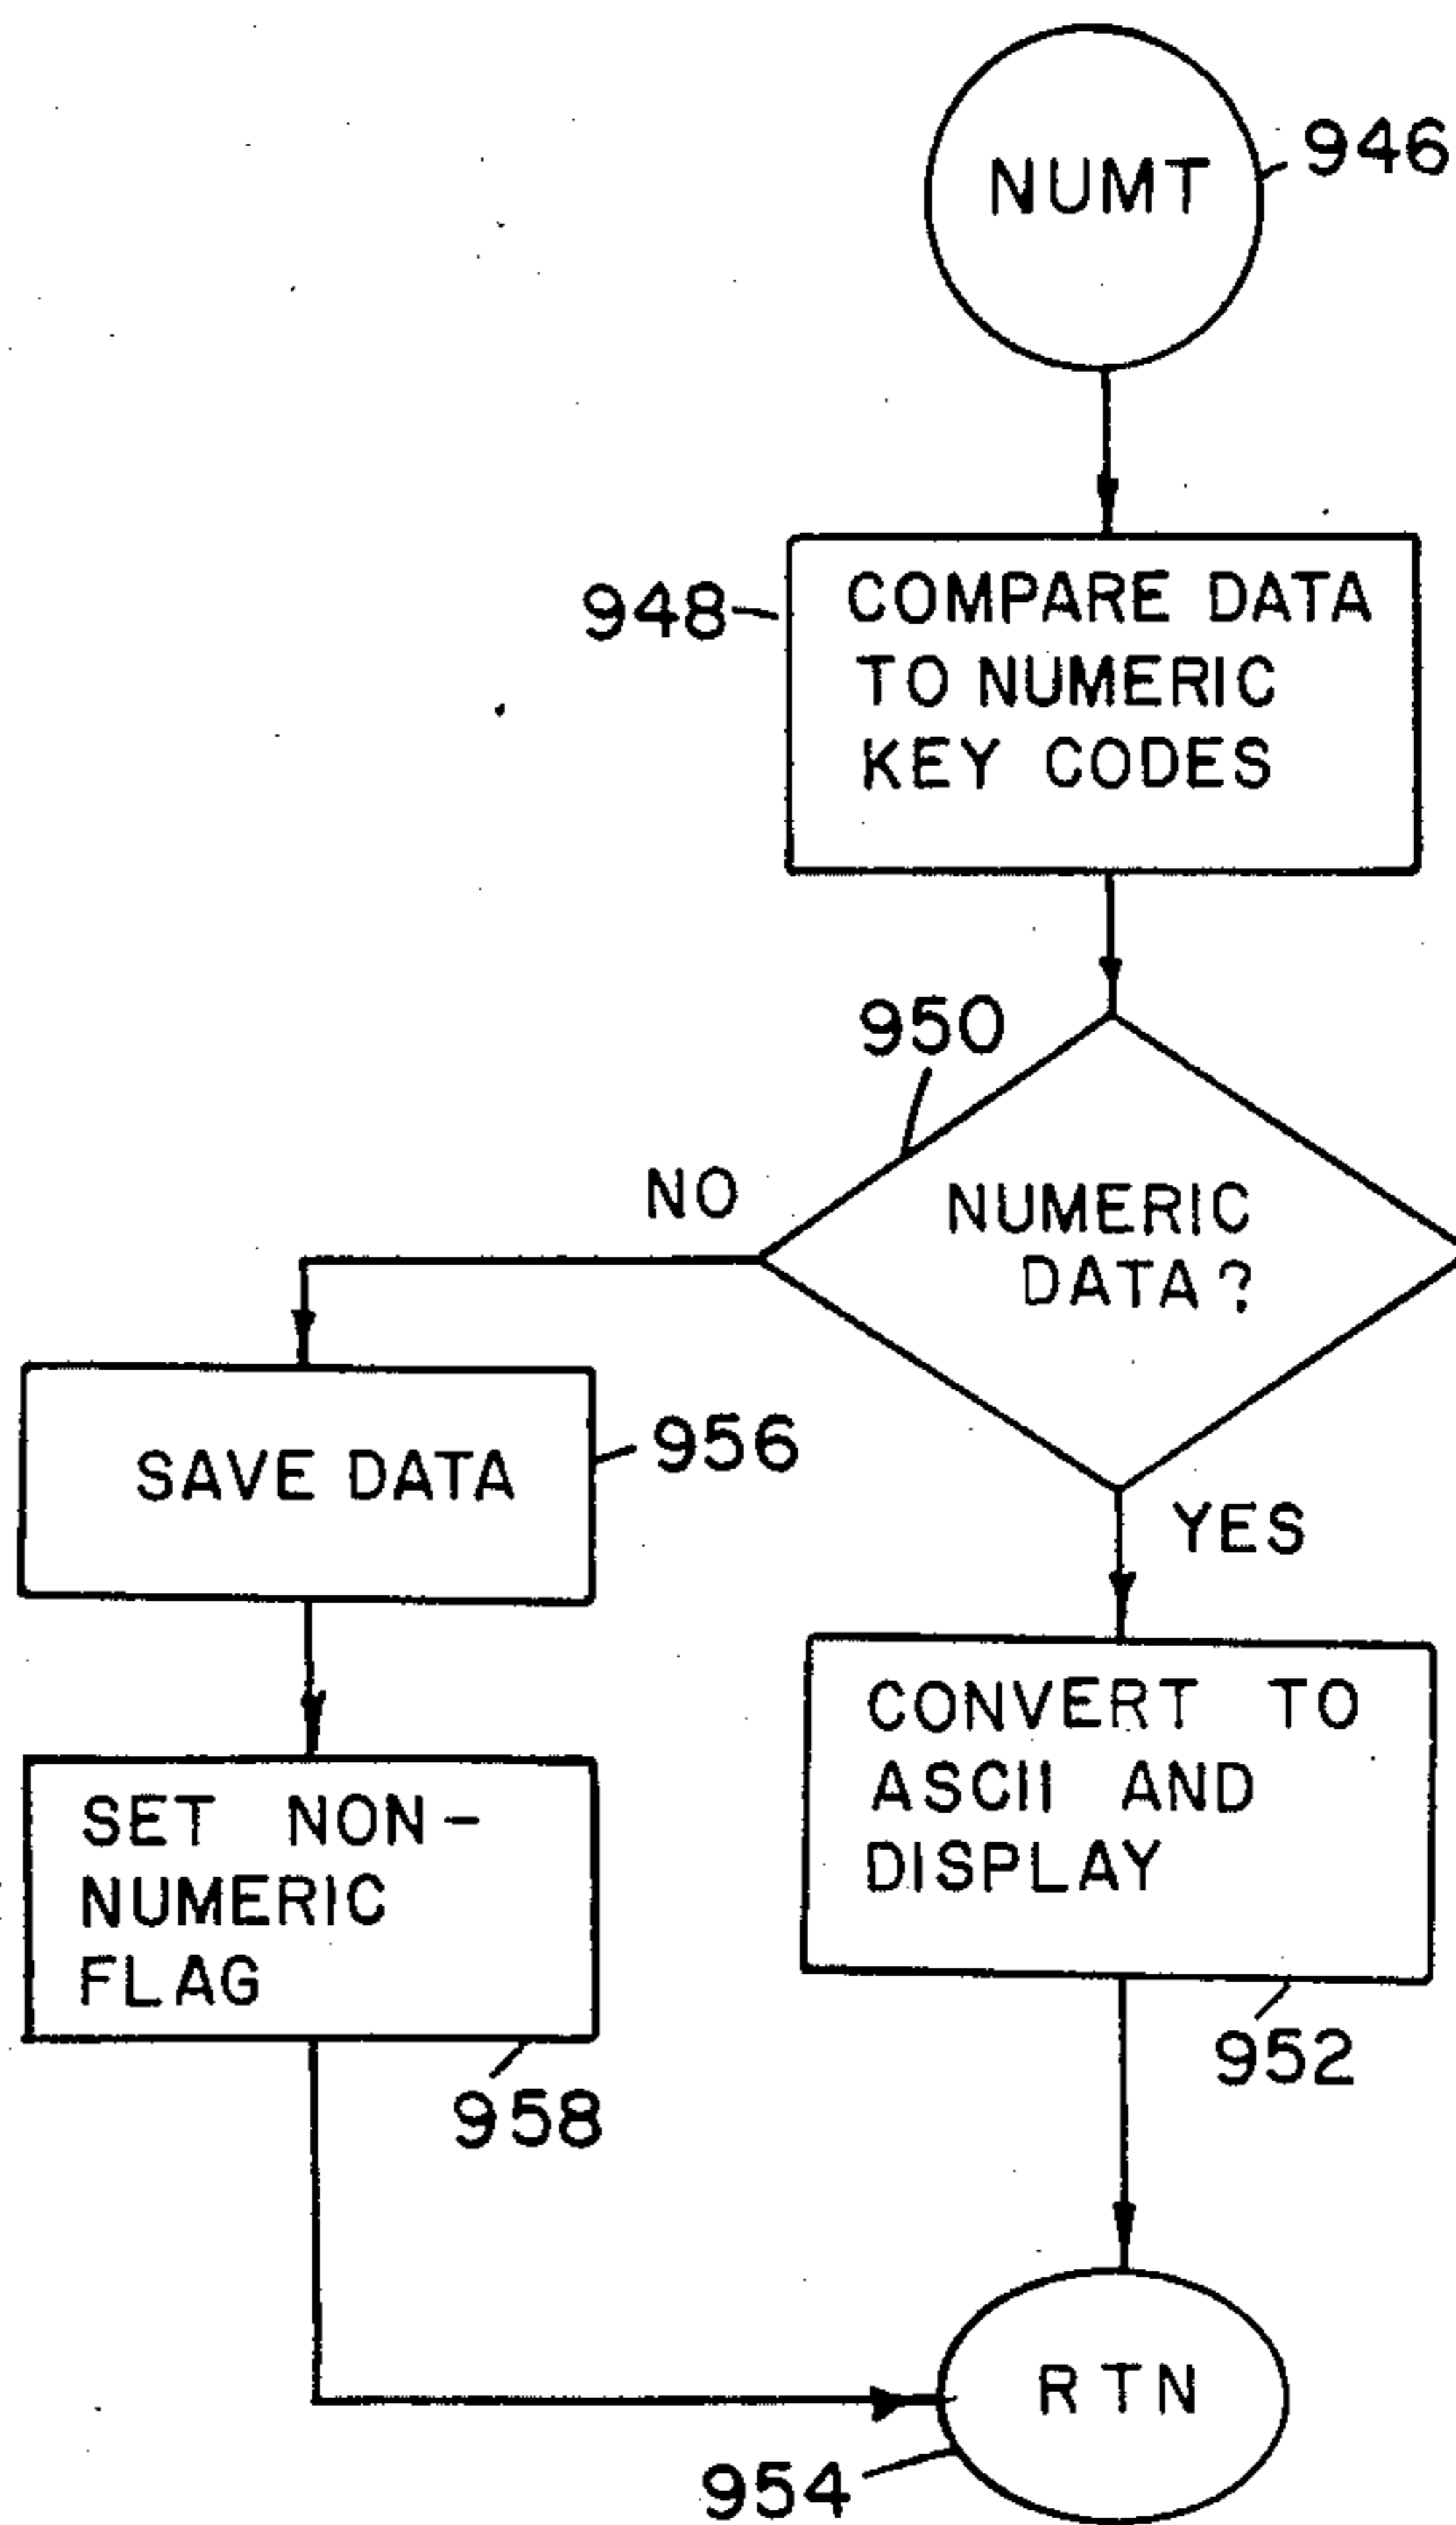 NUMT
946
948
COMPARE DATA
TO NUMERIC
KEY CODES
950
NO
NUMERIC
DATA?
YES
SAVE DATA
956
CONVERT TO
ASCII AND
DISPLAY
952
SET NON-
NUMERIC
FLAG
958
RTN
954